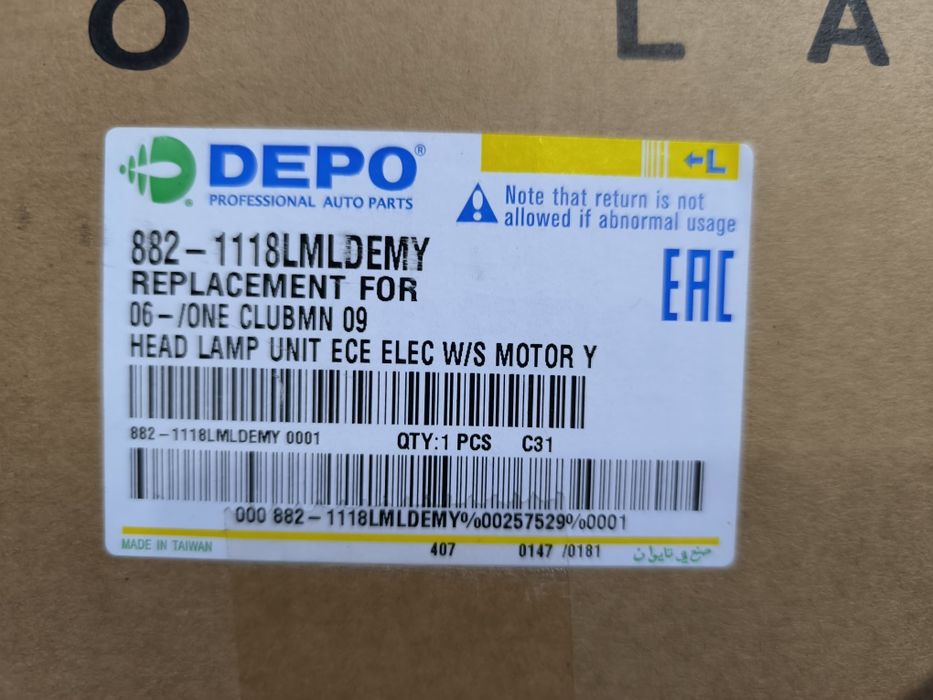 O L A
DEPO®
PROFESSIONAL AUTO PARTS
←L
Note that return is not
allowed if abnormal usage
882-1118LMLDEMY
REPLACEMENT FOR
06-/ONE CLUBMN 09
HEAD LAMP UNIT ECE ELEC W/S MOTOR Y
EAC
882-1118LMLDEMY 0001 QTY:1 PCS C31
000 882-1118LMLDEMY%00257529%0001
MADE IN TAIWAN 407 0147 /0181 صنع في تايوان